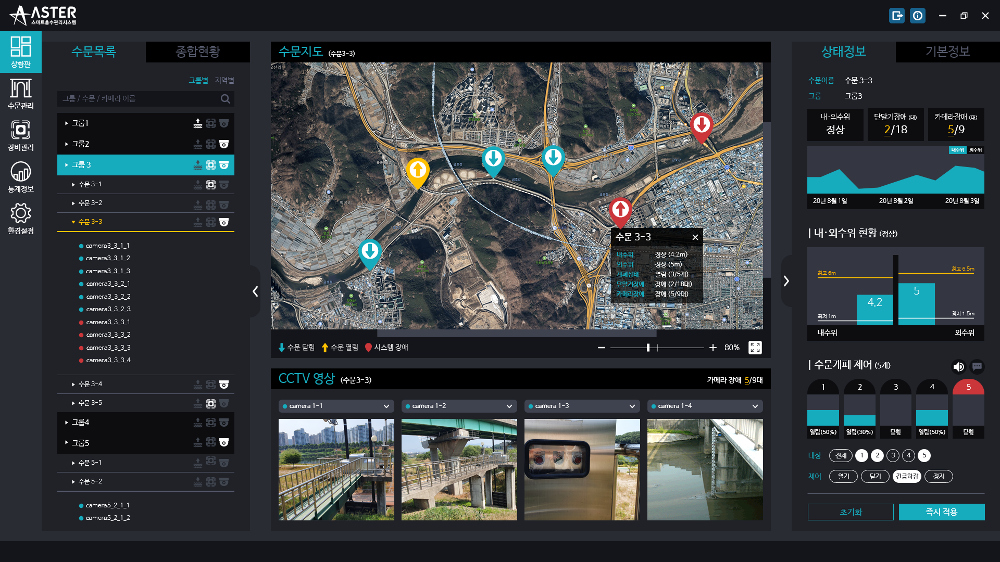 ASTER
스마트홍수관리시스템
상황판
수문관리
장비관리
통계정보
환경설정
수문목록
종합현황
그룹별 지역별
그룹 / 수문 / 카메라 이름
그룹1
그룹2
그룹 3
수문 3-1
수문 3-2
수문 3-3
camera3_3_1_1
camera3_3_1_2
camera3_3_1_3
camera3_3_2_1
camera3_3_2_2
camera3_3_2_3
camera3_3_3_1
camera3_3_3_2
camera3_3_3_3
camera3_3_3_4
수문 3-4
수문 3-5
그룹4
그룹5
수문 5-1
수문 5-2
camera5_2_1_1
camera5_2_1_2
수문지도 (수문3-3)
관문동
금호강
금호강
금호강
금호강
금호강
수문 3-3
내수위 정상 (4.2m)
외수위 정상 (5m)
개폐상태 열림 (3/5개)
단말기장애 장애 (2/18대)
카메라장애 장애 (5/9대)
수문 닫힘 수문 열림 시스템 장애
80%
CCTV 영상 (수문3-3)
카메라 장애 5/9대
camera 1-1
camera 1-2
camera 1-3
camera 1-4
상태정보
기본정보
수문이름 수문 3-3
그룹 그룹3
내·외수위
정상
단말기장애 (대)
2/18
카메라장애 (대)
5/9
내수위 외수위
20년 8월 1일 20년 8월 2일 20년 8월 3일
내·외수위 현황 (정상)
최고 6m
최고 6.5m
4.2
5
최저 1m
최저 1.5m
내수위 외수위
수문개폐 제어 (5개)
1 2 3 4 5
열림(50%) 열림(30%) 닫힘 열림(50%) 닫힘
대상 전체 1 2 3 4 5
제어 열기 닫기 긴급하강 정지
초기화 즉시 적용